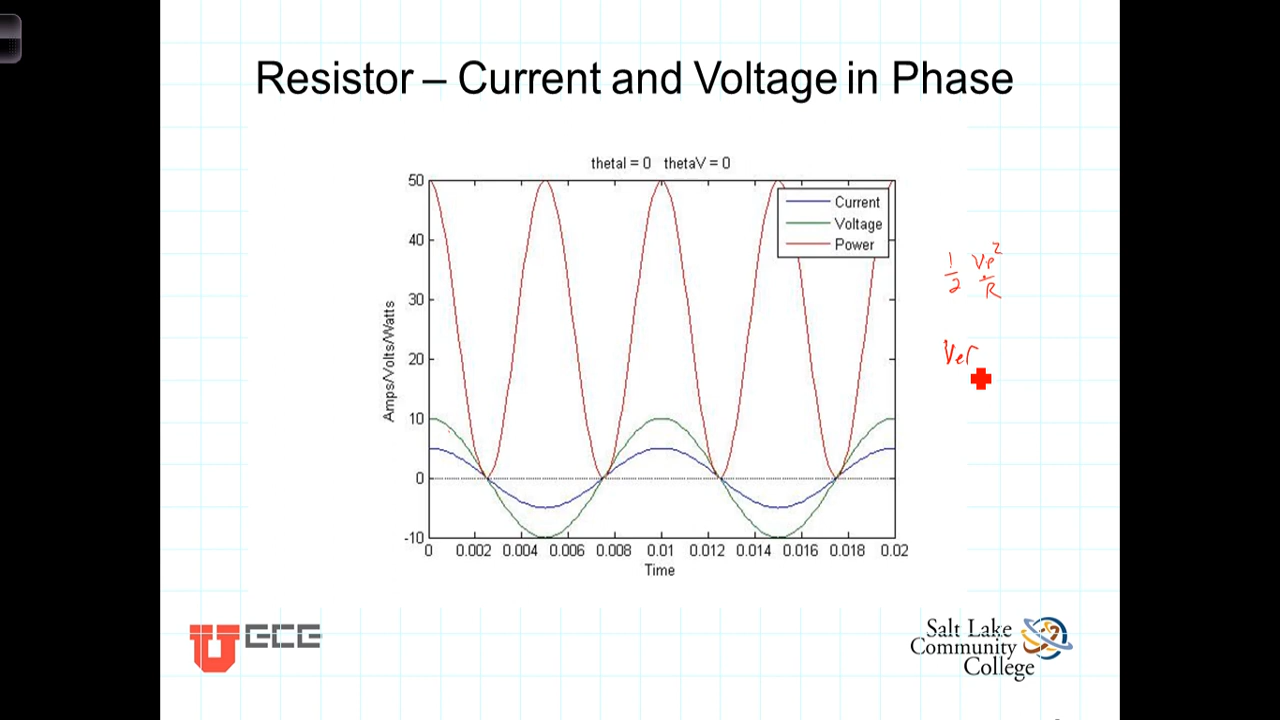 Resistor – Current and Voltage in Phase
thetaI = 0 thetaV = 0
50
40
30
20
10
0
-10
Amps/Volts/Watts
Current
Voltage
Power
0 0.002 0.004 0.006 0.008 0.01 0.012 0.014 0.016 0.018 0.02
Time
1 Vp²
2 R
Ver
U ECE
Salt Lake
Community
College